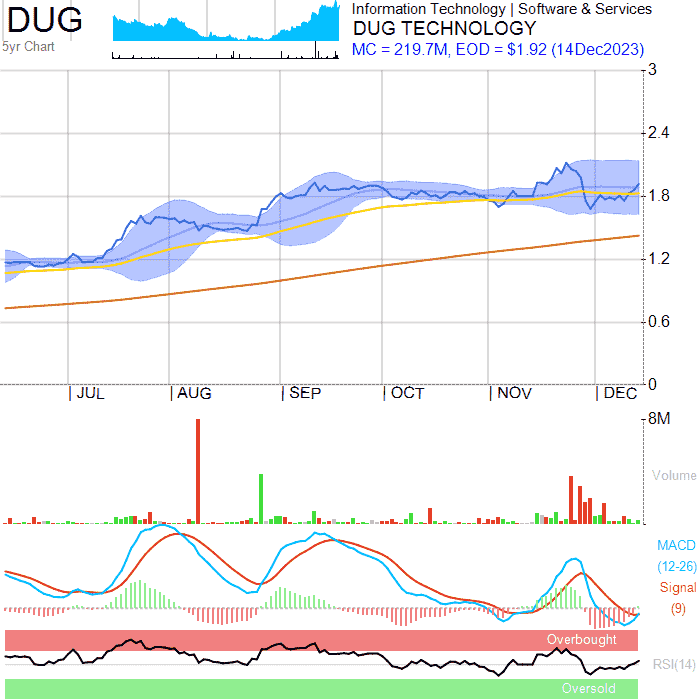 DUG
5yr Chart
Information Technology | Software & Services
DUG TECHNOLOGY
MC = 219.7M, EOD = $1.92 (14Dec2023)
3
2.4
1.8
1.2
0.6
0
| JUL | AUG | SEP | OCT | NOV | DEC
8M
Volume
MACD
(12-26)
Signal
(9)
Overbought
RSI(14)
Oversold